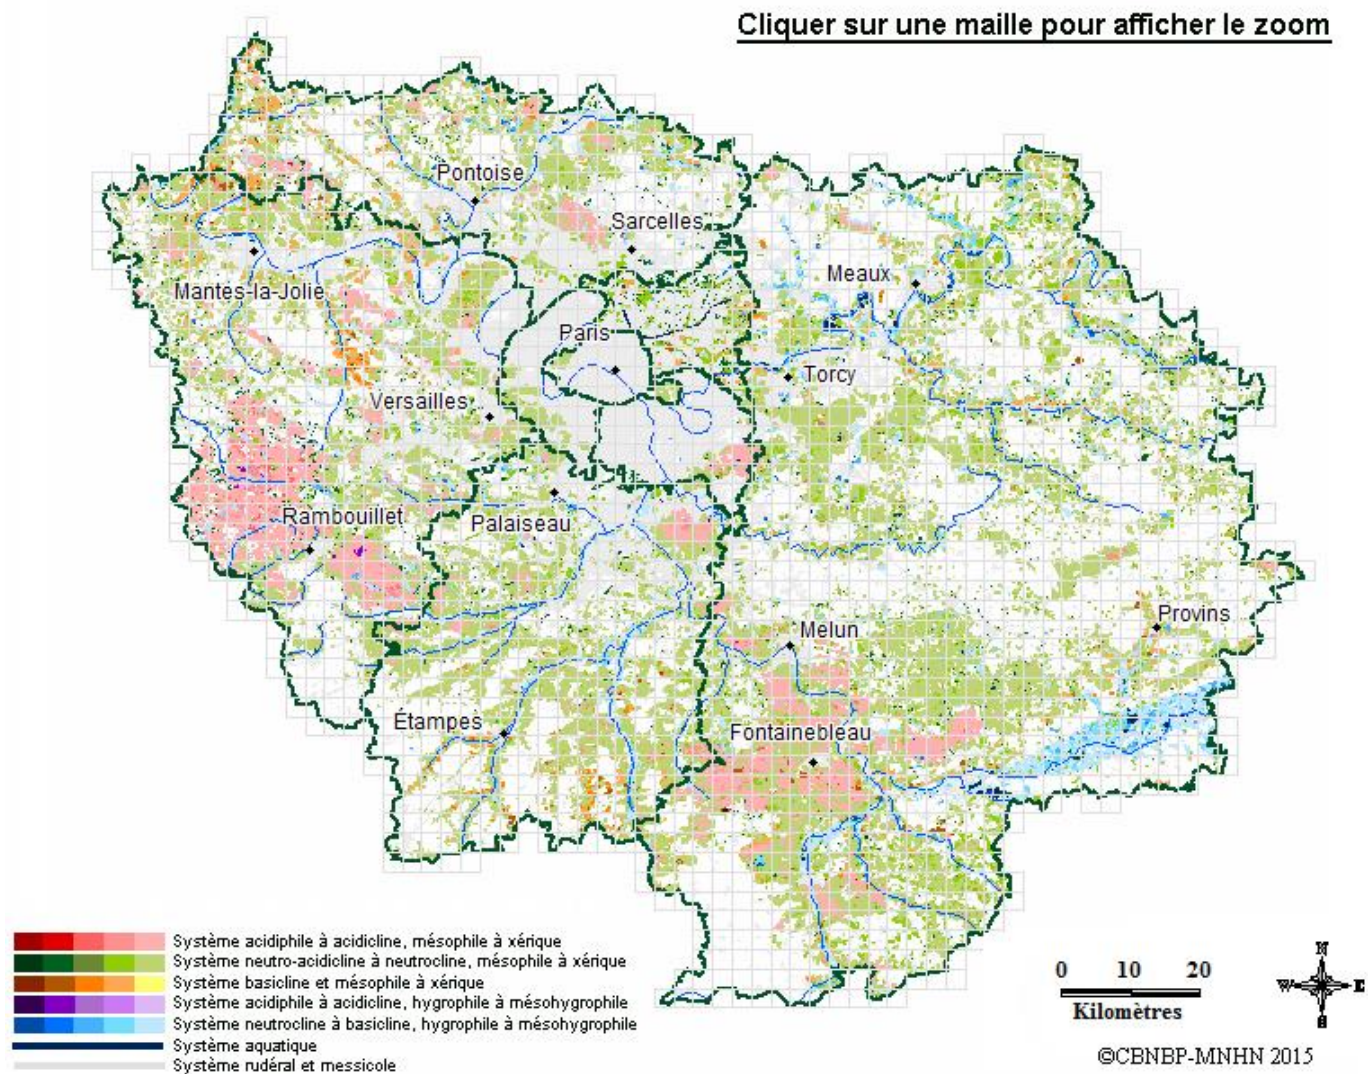 Cliquer sur une maille pour afficher le zoom
Pontoise
Sarcelles
Meaux
Mantes-la-Jolie
Paris
Torcy
Versailles
Rambouillet
Palaiseau
Provins
Melun
Étampes
Fontainebleau
Système acidiphile à acidicline, mésophile à xérique
Système neutro-acidicline à neutrocline, mésophile à xérique
Système basicline et mésophile à xérique
Système acidiphile à acidicline, hygrophile à mésohygrophile
Système neutrocline à basicline, hygrophile à mésohygrophile
Système aquatique
Système rudéral et messicole
0 10 20
Kilomètres
N
W E
S
©CBNBP-MNHN 2015